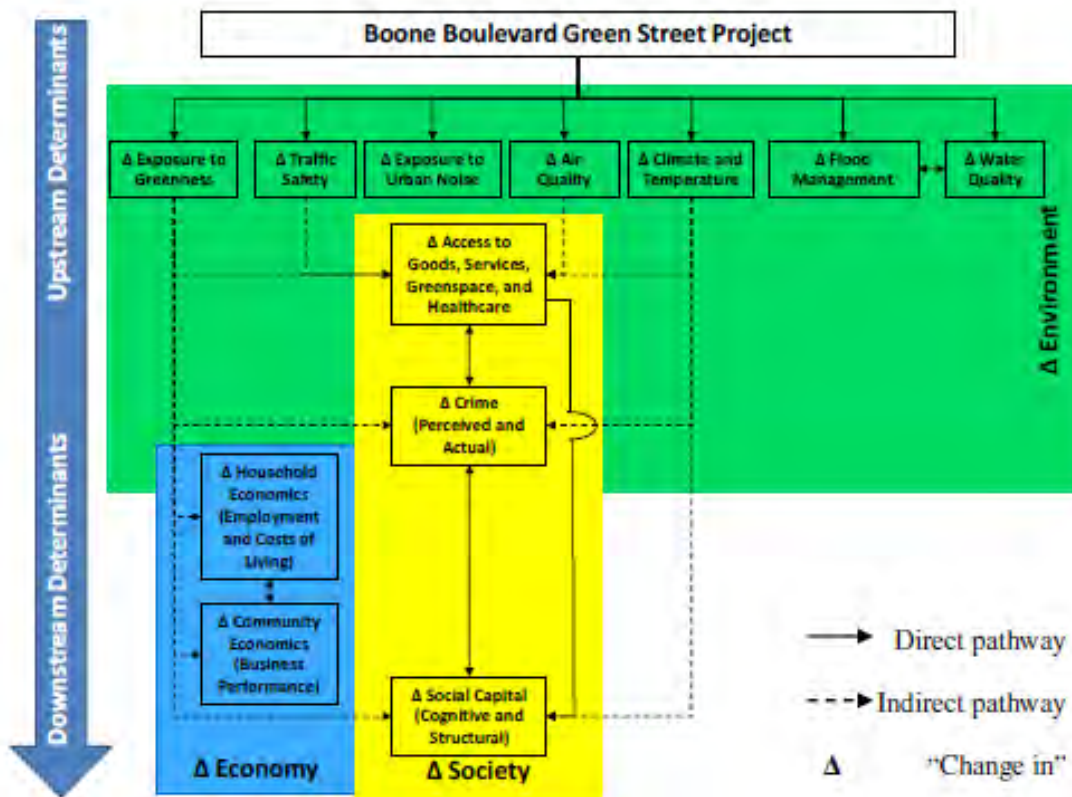 Boone Boulevard Green Street Project
Upstream Determinants
Δ Exposure to
Greenness
Δ Traffic
Safety
Δ Exposure to
Urban Noise
Δ Air
Quality
Δ Climate and
Temperature
Δ Flood
Management
Δ Water
Quality
Δ Environment
Δ Access to
Goods, Services,
Greenspace, and
Healthcare
Δ Crime
(Perceived and
Actual)
Downstream Determinants
Δ Household
Economics
(Employment
and Costs of
Living)
Δ Community
Economics
(Business
Performance)
Δ Social Capital
(Cognitive and
Structural)
Δ Economy
Δ Society
Direct pathway
Indirect pathway
Δ "Change in"